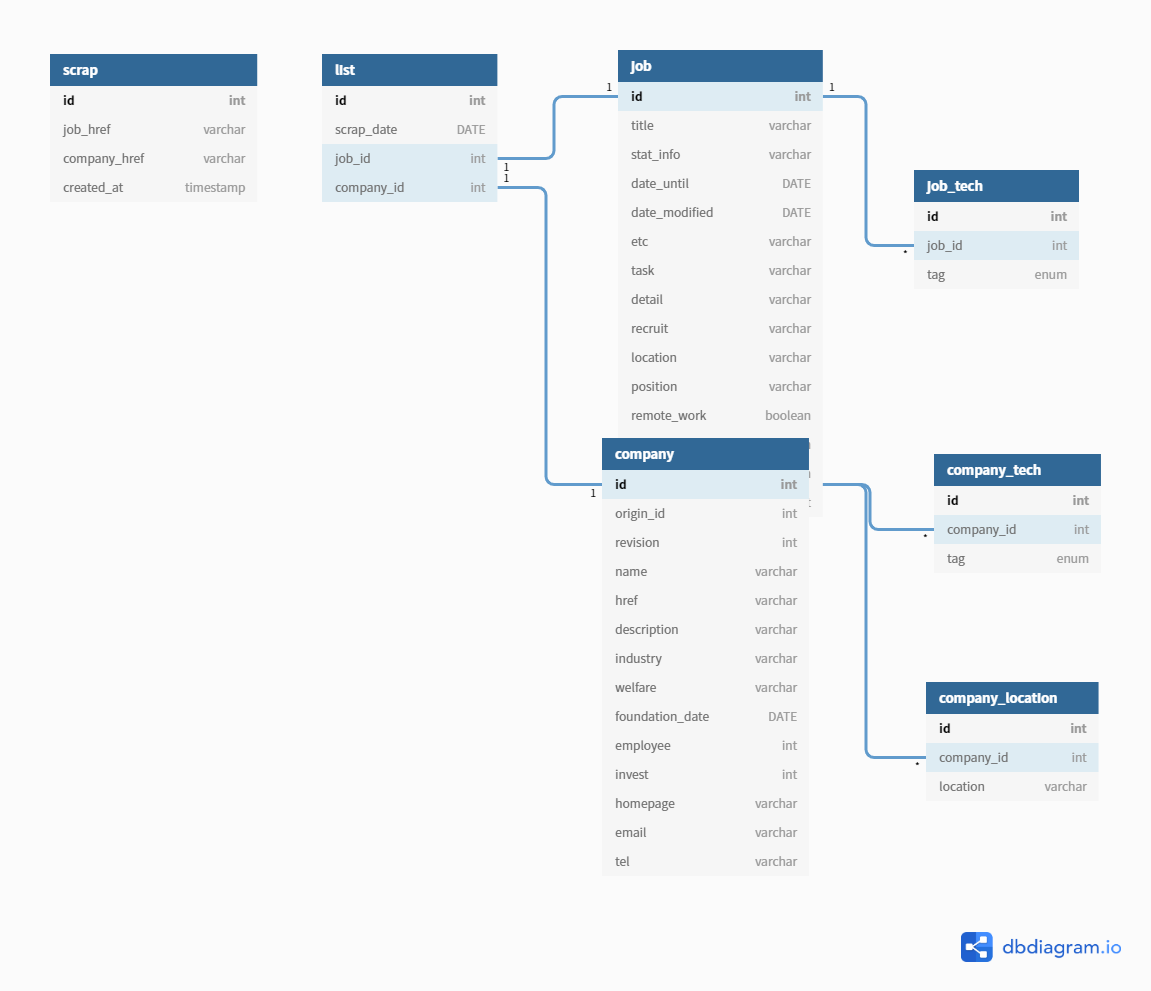 scrap
id int
job_href varchar
company_href varchar
created_at timestamp
list
id int
scrap_date DATE
job_id int
company_id int
1
1
1
1
1
job
id int
title varchar
stat_info varchar
date_until DATE
date_modified DATE
etc varchar
task varchar
detail varchar
recruit varchar
location varchar
position varchar
remote_work boolean
job_tech
id int
job_id int
tag enum
*
company
id int
origin_id int
revision int
name varchar
href varchar
description varchar
industry varchar
welfare varchar
foundation_date DATE
employee int
invest int
homepage varchar
email varchar
tel varchar
company_tech
id int
company_id int
tag enum
*
company_location
id int
company_id int
location varchar
*
dbdiagram.io